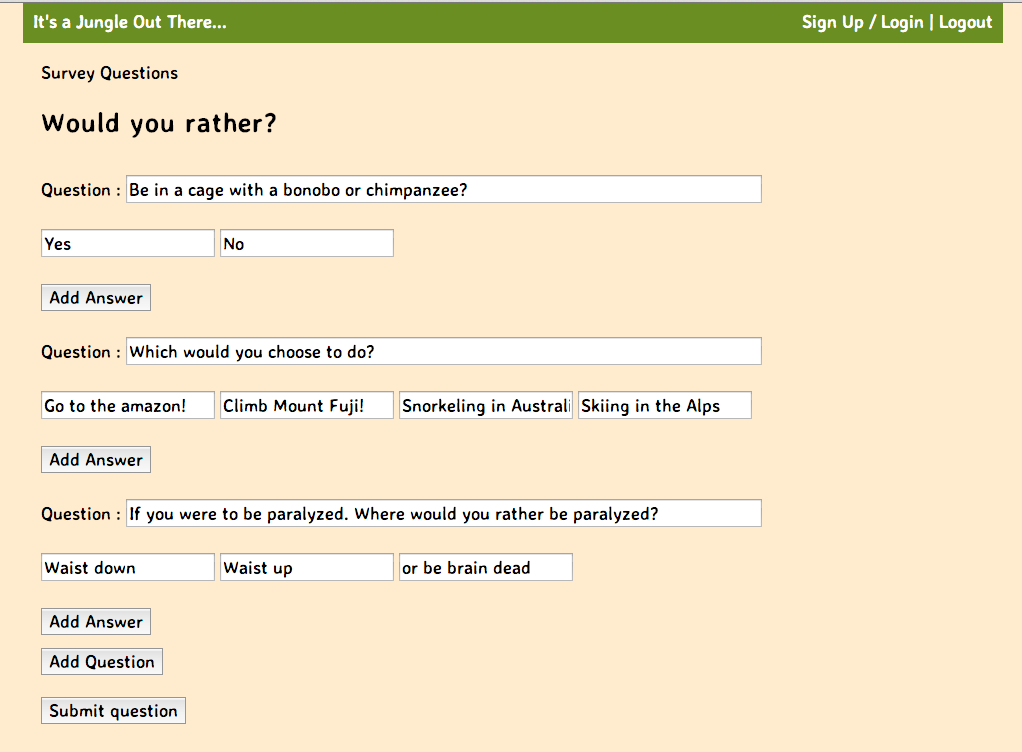 It's a Jungle Out There... Sign Up / Login | Logout
Survey Questions
Would you rather?
Question : Be in a cage with a bonobo or chimpanzee?
Yes No
Add Answer
Question : Which would you choose to do?
Go to the amazon! Climb Mount Fuji! Snorkeling in Australi Skiing in the Alps
Add Answer
Question : If you were to be paralyzed. Where would you rather be paralyzed?
Waist down Waist up or be brain dead
Add Answer
Add Question
Submit question